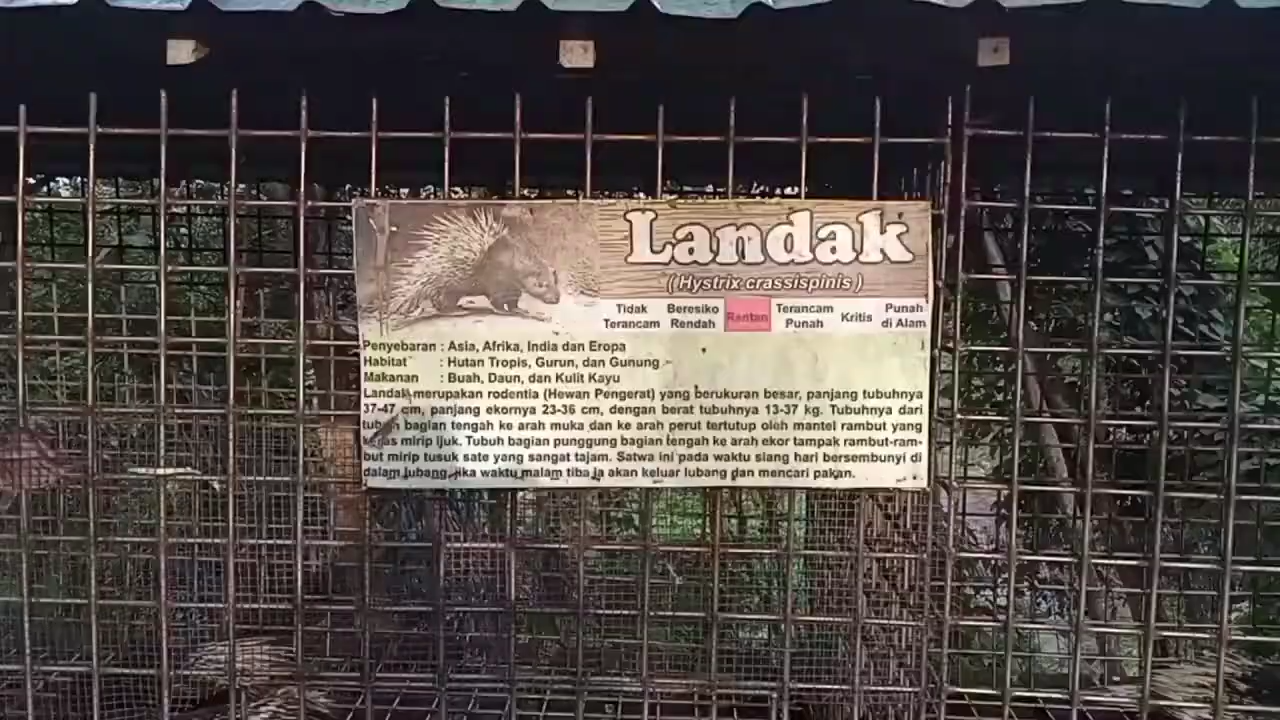 Landak
( Hystrix crassispinis )
Tidak Terancam
Beresiko Rendah
Rentan
Terancam Punah
Kritis
Punah di Alam
Penyebaran : Asia, Afrika, India dan Eropa
Habitat : Hutan Tropis, Gurun, dan Gunung
Makanan : Buah, Daun, dan Kulit Kayu
Landak merupakan rodentia (Hewan Pengerat) yang berukuran besar, panjang tubuhnya
37-47 cm, panjang ekornya 23-36 cm, dengan berat tubuhnya 13-37 kg. Tubuhnya dari
tubuh bagian tengah ke arah muka dan ke arah perut tertutup oleh mantel rambut yang
keras mirip ijuk. Tubuh bagian punggung bagian tengah ke arah ekor tampak rambut-ram-
but mirip tusuk sate yang sangat tajam. Satwa ini pada waktu siang hari bersembunyi di
dalam lubang, jika waktu malam tiba ia akan keluar lubang dan mencari pakan.